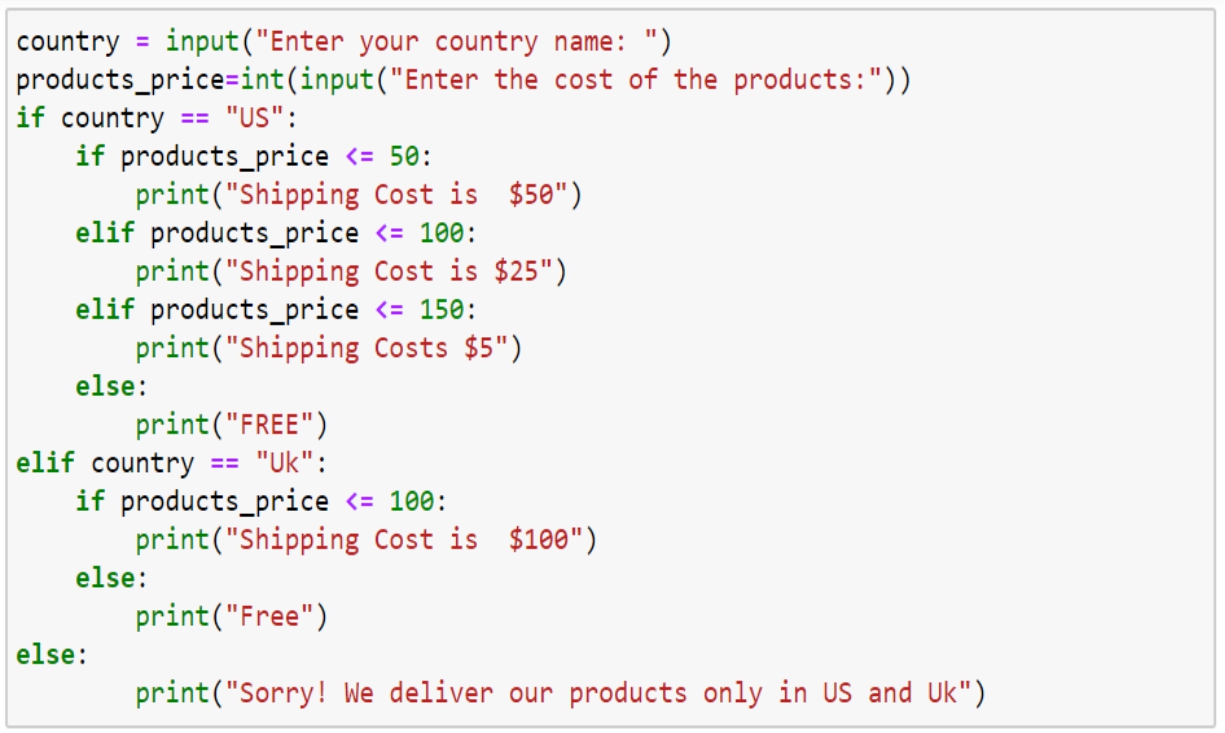 country = input("Enter your country name: ")
products_price=int(input("Enter the cost of the products:"))
if country == "US":
    if products_price <= 50:
        print("Shipping Cost is  $50")
    elif products_price <= 100:
        print("Shipping Cost is $25")
    elif products_price <= 150:
        print("Shipping Costs $5")
    else:
        print("FREE")
elif country == "Uk":
    if products_price <= 100:
        print("Shipping Cost is  $100")
    else:
        print("Free")
else:
        print("Sorry! We deliver our products only in US and Uk")